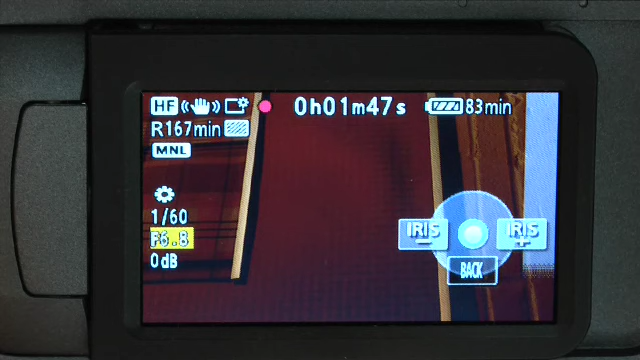 HF 0h01m47s 83min
R167min
MNL
1/60
F6.8
0dB
IRIS − IRIS +
BACK